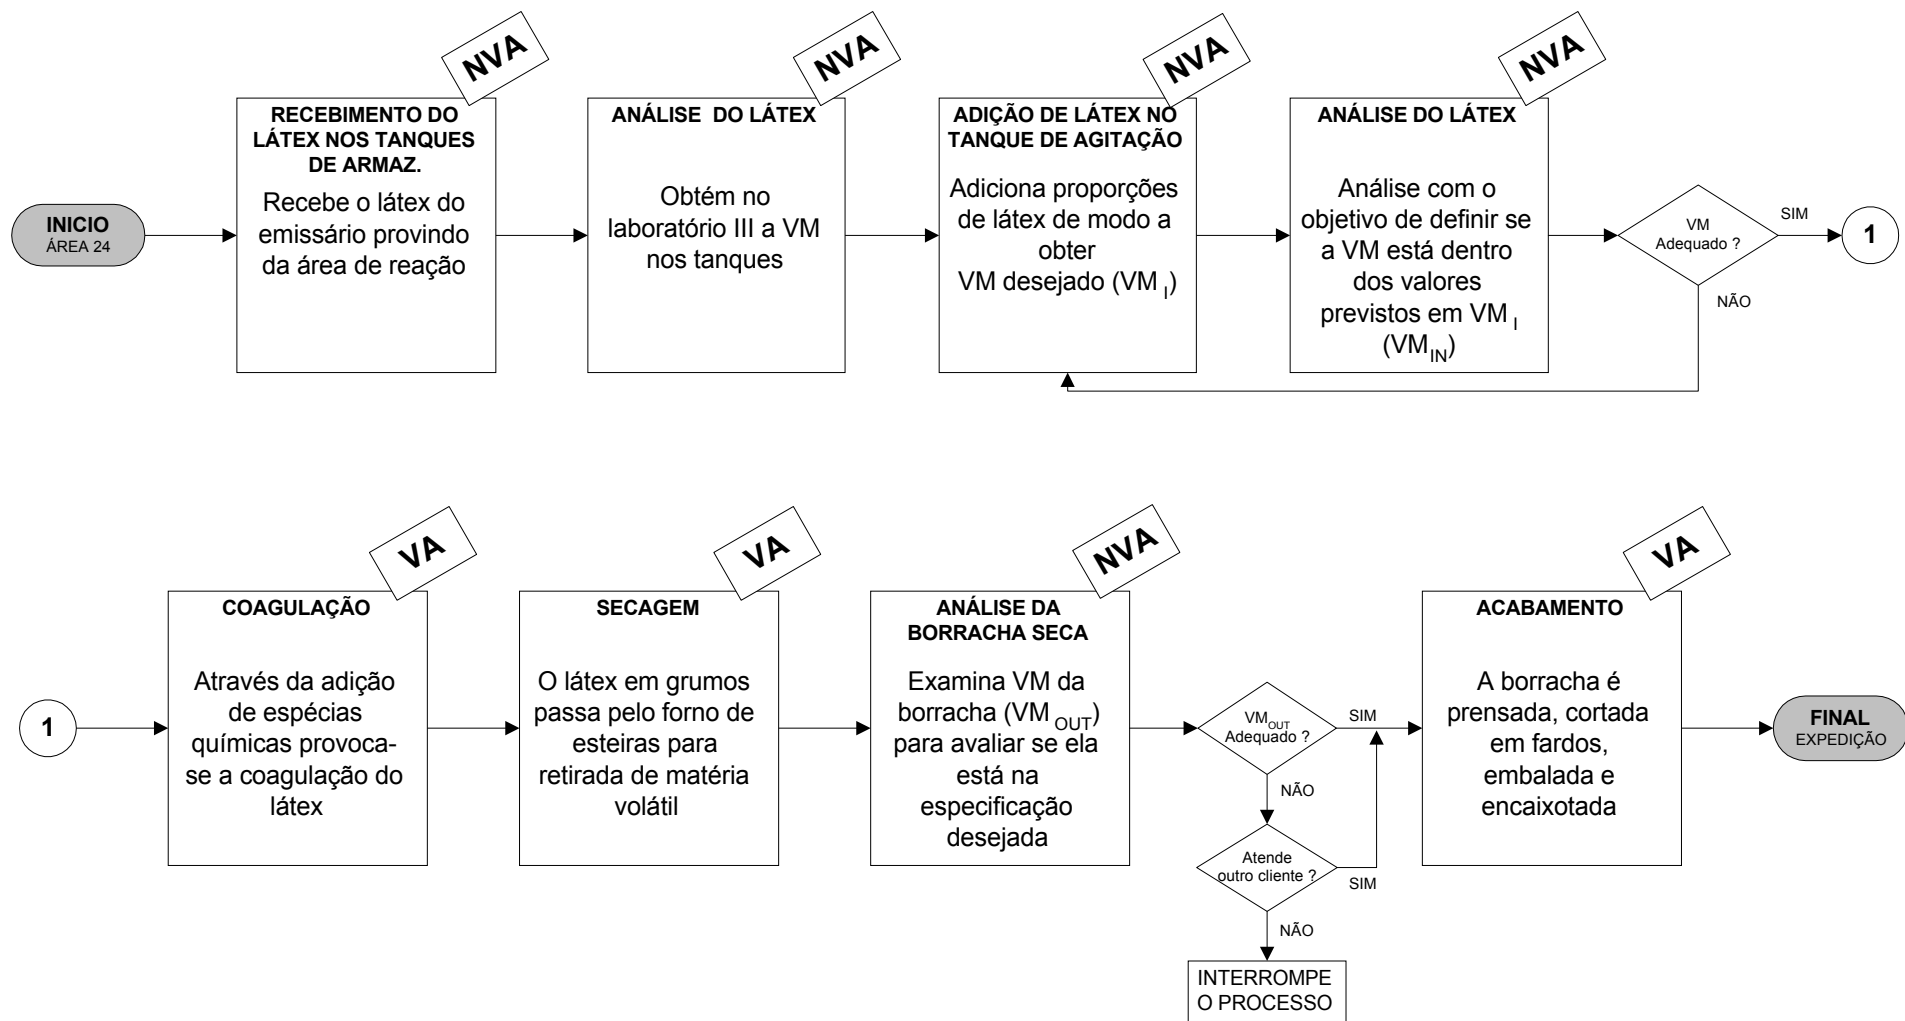 NVA
NVA
NVA
NVA
INICIO
ÁREA 24
RECEBIMENTO DO
LÁTEX NOS TANQUES
DE ARMAZ.
Recebe o látex do
emissário provindo
da área de reação
ANÁLISE DO LÁTEX
Obtém no
laboratório III a VM
nos tanques
ADIÇÃO DE LÁTEX NO
TANQUE DE AGITAÇÃO
Adiciona proporções
de látex de modo a
obter
VM desejado (VM I)
ANÁLISE DO LÁTEX
Análise com o
objetivo de definir se
a VM está dentro
dos valores
previstos em VM I
(VM IN)
VM
Adequado ?
SIM
NÃO
1
VA
VA
NVA
VA
1
COAGULAÇÃO
Através da adição
de espécias
químicas provoca-
se a coagulação do
látex
SECAGEM
O látex em grumos
passa pelo forno de
esteiras para
retirada de matéria
volátil
ANÁLISE DA
BORRACHA SECA
Examina VM da
borracha (VM OUT)
para avaliar se ela
está na
especificação
desejada
VM OUT
Adequado ?
SIM
NÃO
Atende
outro cliente ?
SIM
NÃO
INTERROMPE
O PROCESSO
ACABAMENTO
A borracha é
prensada, cortada
em fardos,
embalada e
encaixotada
FINAL
EXPEDIÇÃO